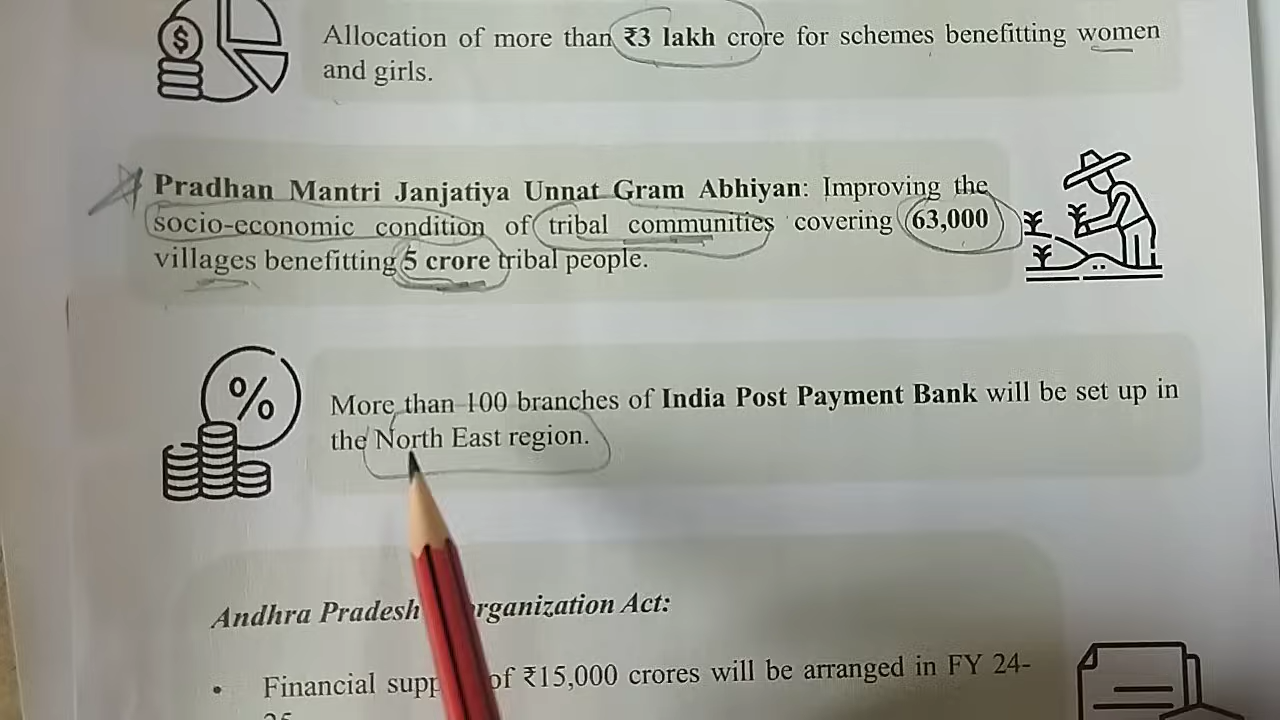 $
Allocation of more than ₹3 lakh crore for schemes benefitting women
and girls.
Pradhan Mantri Janjatiya Unnat Gram Abhiyan: Improving the
socio-economic condition of tribal communities covering 63,000
villages benefitting 5 crore tribal people.
%
More than 100 branches of India Post Payment Bank will be set up in
the North East region.
Andhra Pradesh rganization Act:
• Financial supp of ₹15,000 crores will be arranged in FY 24-